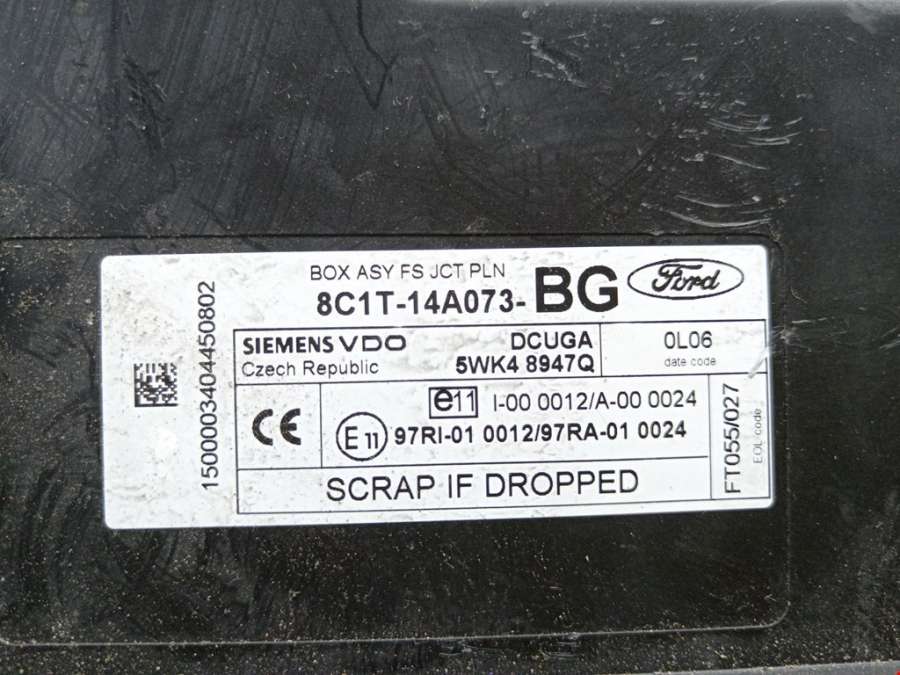 BOX ASY FS JCT PLN
8C1T-14A073-BG
Ford
SIEMENS VDO
Czech Republic
DCUGA
5WK4 8947Q
0L06
date code
1500003404450802
CE
e11 I-00 0012/A-00 0024
E11 97RI-01 0012/97RA-01 0024
FT055/027
EOL-code
SCRAP IF DROPPED